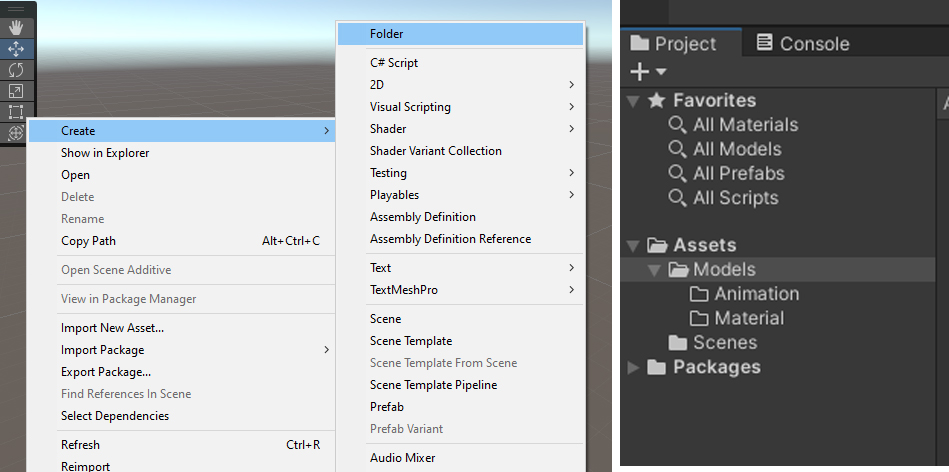 Create
Show in Explorer
Open
Delete
Rename
Copy Path Alt+Ctrl+C
Open Scene Additive
View in Package Manager
Import New Asset...
Import Package
Export Package...
Find References In Scene
Select Dependencies
Refresh Ctrl+R
Reimport
Folder
C# Script
2D
Visual Scripting
Shader
Shader Variant Collection
Testing
Playables
Assembly Definition
Assembly Definition Reference
Text
TextMeshPro
Scene
Scene Template
Scene Template From Scene
Scene Template Pipeline
Prefab
Prefab Variant
Audio Mixer
Project Console
Favorites
All Materials
All Models
All Prefabs
All Scripts
Assets
Models
Animation
Material
Scenes
Packages